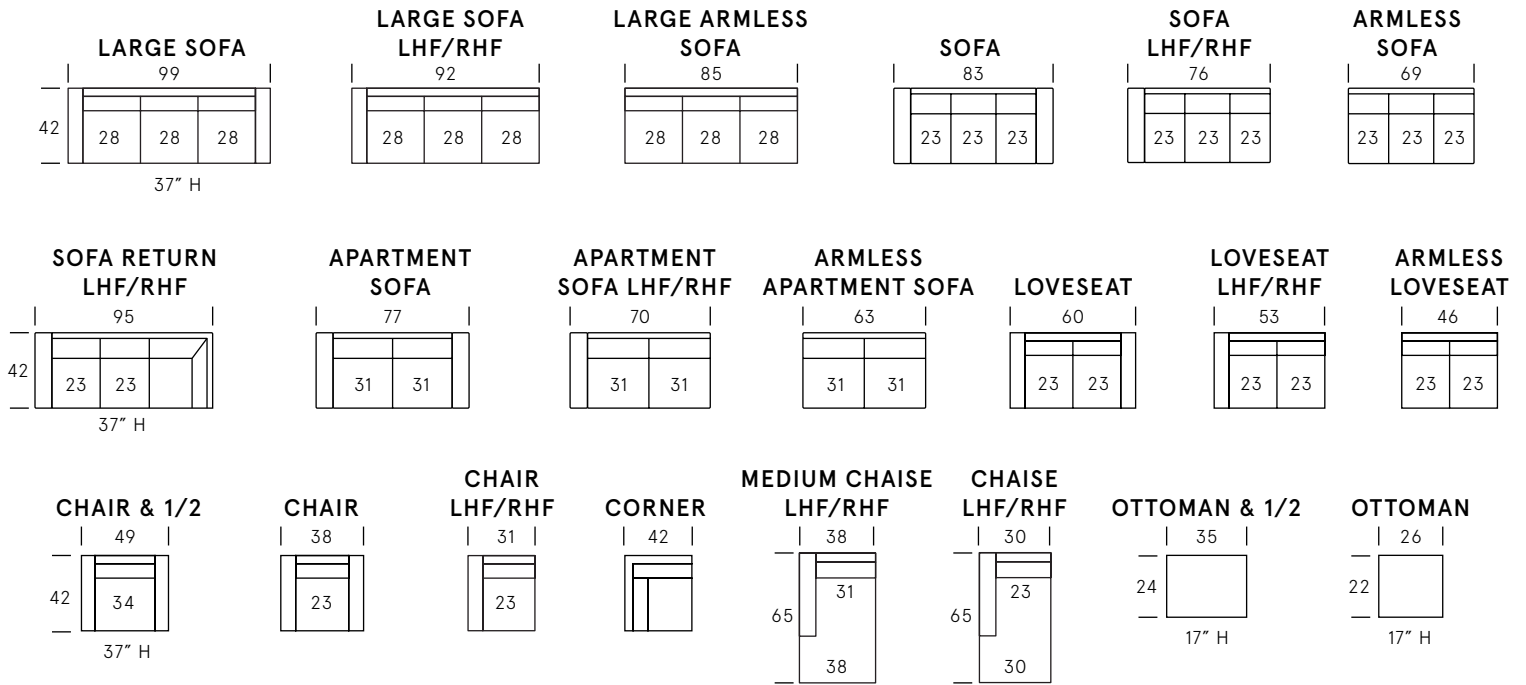 LARGE SOFA
99
42
28 28 28
37″ H
LARGE SOFA
LHF/RHF
92
28 28 28
LARGE ARMLESS
SOFA
85
28 28 28
SOFA
83
23 23 23
SOFA
LHF/RHF
76
23 23 23
ARMLESS
SOFA
69
23 23 23
SOFA RETURN
LHF/RHF
95
42
23 23
37″ H
APARTMENT
SOFA
77
31 31
APARTMENT
SOFA LHF/RHF
70
31 31
ARMLESS
APARTMENT SOFA
63
31 31
LOVESEAT
60
23 23
LOVESEAT
LHF/RHF
53
23 23
ARMLESS
LOVESEAT
46
23 23
CHAIR & 1/2
49
42
34
37″ H
CHAIR
38
23
CHAIR
LHF/RHF
31
23
CORNER
42
MEDIUM CHAISE
LHF/RHF
38
31
65
38
CHAISE
LHF/RHF
30
23
65
30
OTTOMAN & 1/2
35
24
17″ H
OTTOMAN
26
22
17″ H